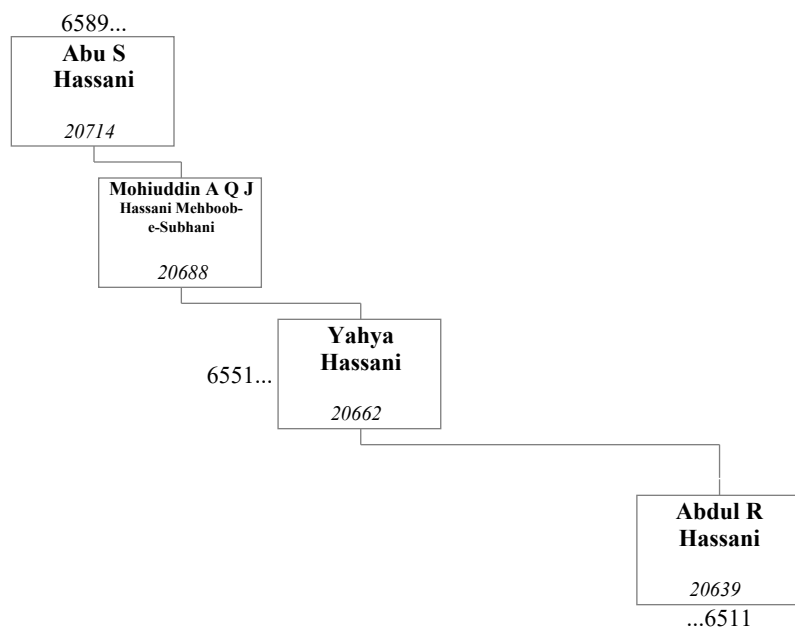 6589...
Abu S
Hassani
20714
Mohiuddin A Q J
Hassani Mehboob-
e-Subhani
20688
Yahya
Hassani
6551...
20662
Abdul R
Hassani
20639
...6511